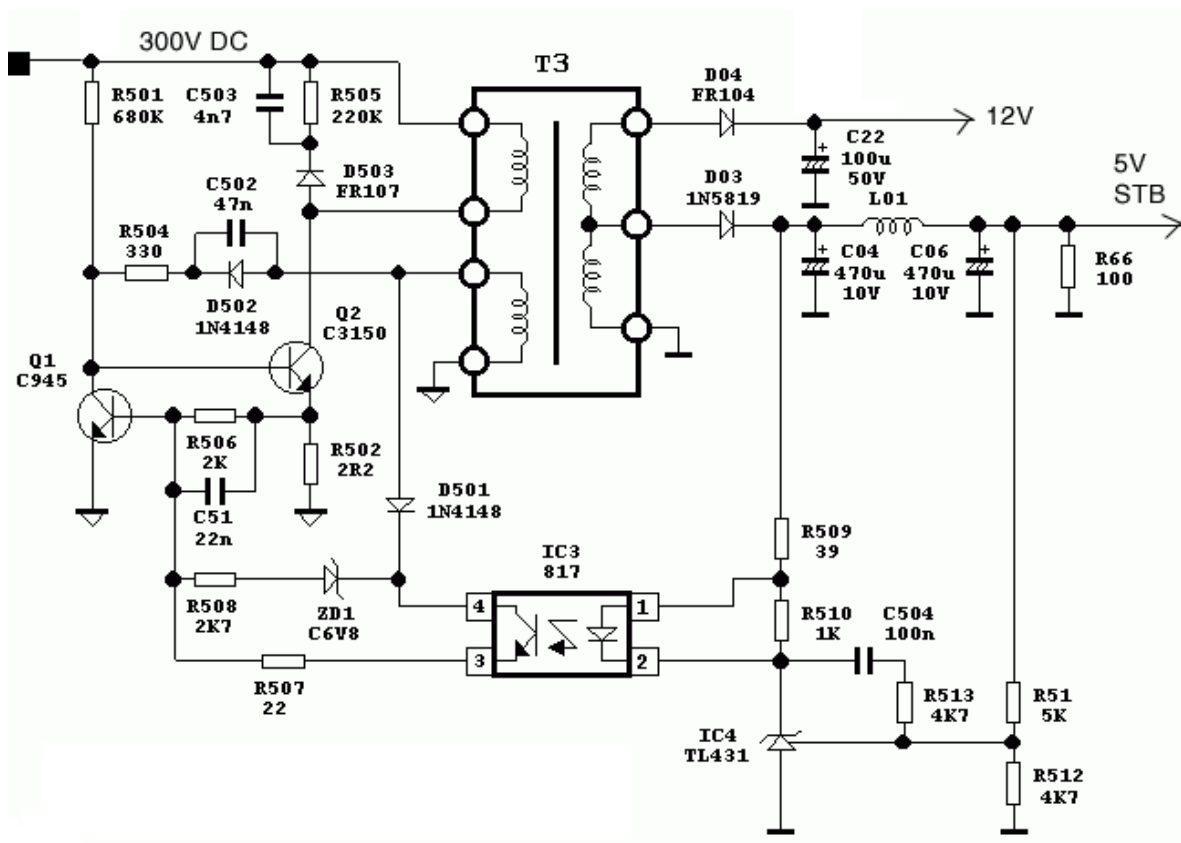 300V DC
T3
R501
680K
C503
4n7
R505
220K
D04
FR104
12V
C22
100u
50V
D503
FR107
D03
1N5819
5V
STB
L01
C502
47n
R504
330
C04
470u
10V
C06
470u
10V
R66
100
D502
1N4148
Q2
C3150
Q1
C945
R506
2K
R502
2R2
C51
22n
D501
1N4148
R509
39
IC3
817
R508
2K7
ZD1
C6V8
4
1
3
2
R510
1K
C504
100n
R507
22
R513
4K7
R51
5K
IC4
TL431
R512
4K7